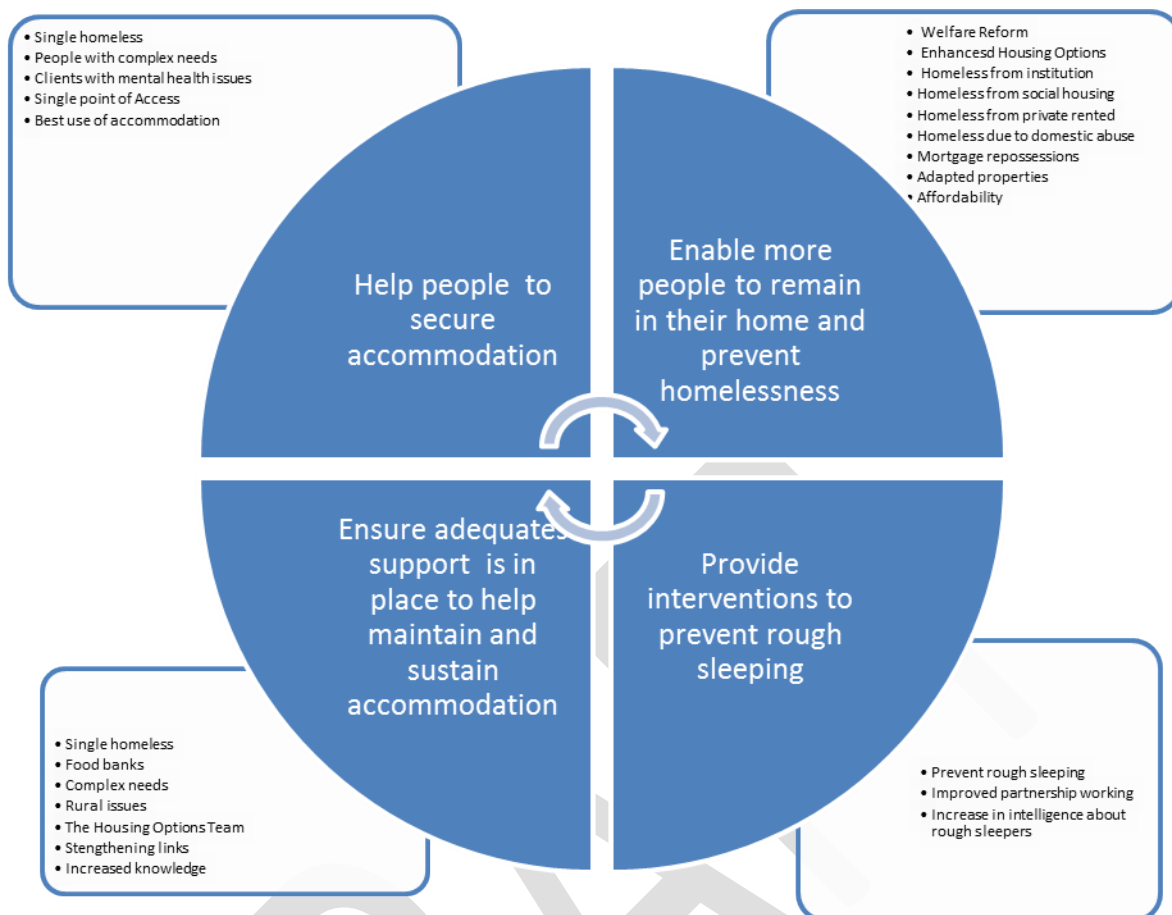 • Single homeless
• People with complex needs
• Clients with mental health issues
• Single point of Access
• Best use of accommodation
• Welfare Reform
• Enhancesd Housing Options
• Homeless from institution
• Homeless from social housing
• Homeless from private rented
• Homeless due to domestic abuse
• Mortgage repossessions
• Adapted properties
• Affordability
Help people to
secure
accommodation
Enable more
people to remain
in their home and
prevent
homelessness
Ensure adequates
support is in
place to help
maintain and
sustain
accommodation
Provide
interventions to
prevent rough
sleeping
• Single homeless
• Food banks
• Complex needs
• Rural issues
• The Housing Options Team
• Stengthening links
• Increased knowledge
• Prevent rough sleeping
• Improved partnership working
• Increase in intelligence about
rough sleepers